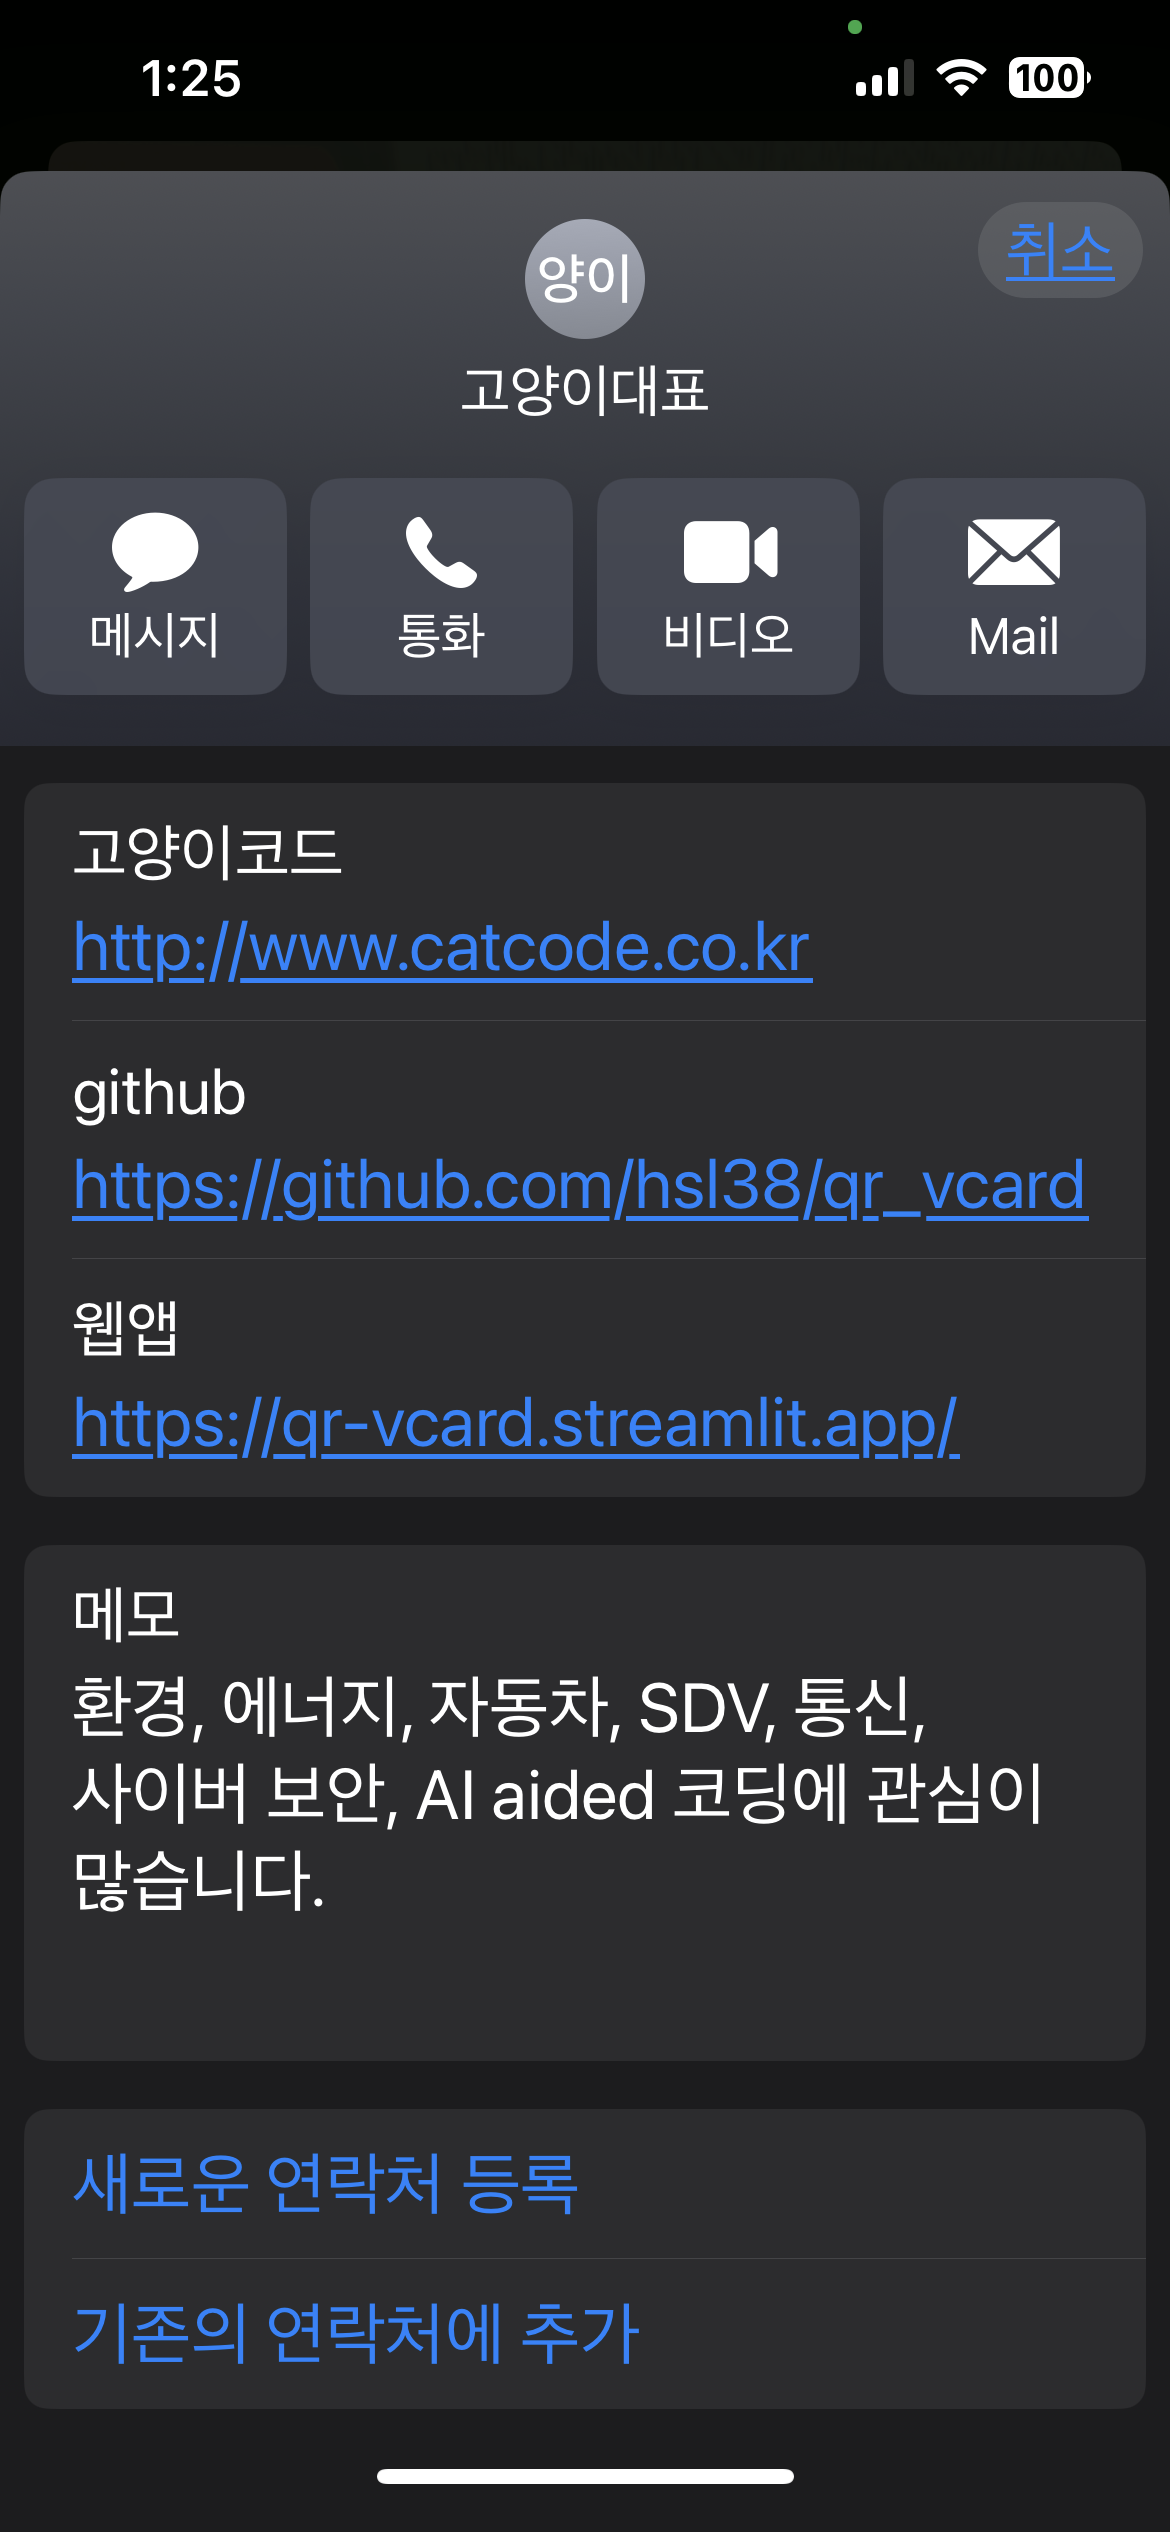 1:25
100
취소
양이
고양이대표
메시지
통화
비디오
Mail
고양이코드
http://www.catcode.co.kr
github
https://github.com/hsl38/qr_vcard
웹앱
https://qr-vcard.streamlit.app/
메모
환경, 에너지, 자동차, SDV, 통신,
사이버 보안, AI aided 코딩에 관심이
많습니다.
새로운 연락처 등록
기존의 연락처에 추가